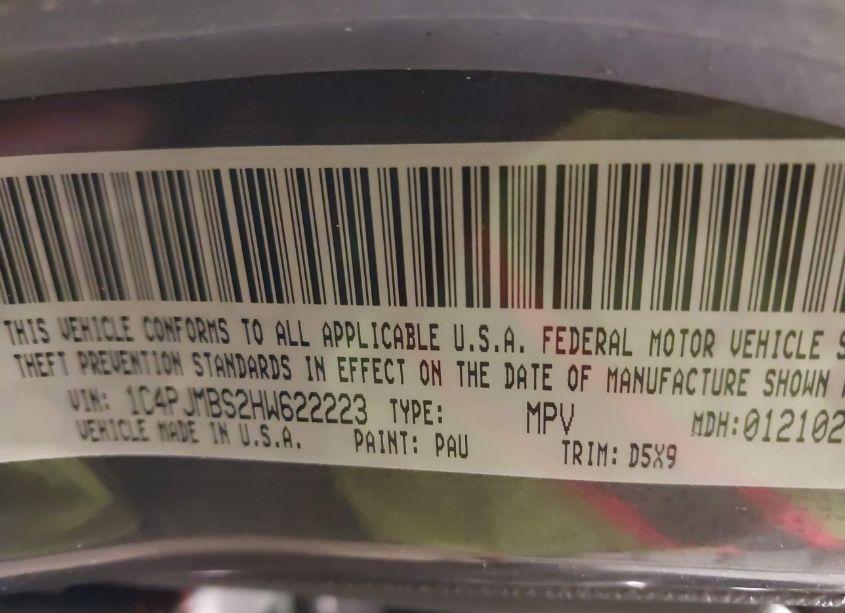 THIS VEHICLE CONFORMS TO ALL APPLICABLE U.S.A. FEDERAL MOTOR VEHICLE S
THEFT PREVENTION STANDARDS IN EFFECT ON THE DATE OF MANUFACTURE SHOWN
VIN: 1C4PJMBS2HW622223 TYPE: MPV MDH:012102
VEHICLE MADE IN U.S.A. PAINT: PAU TRIM: D5X9